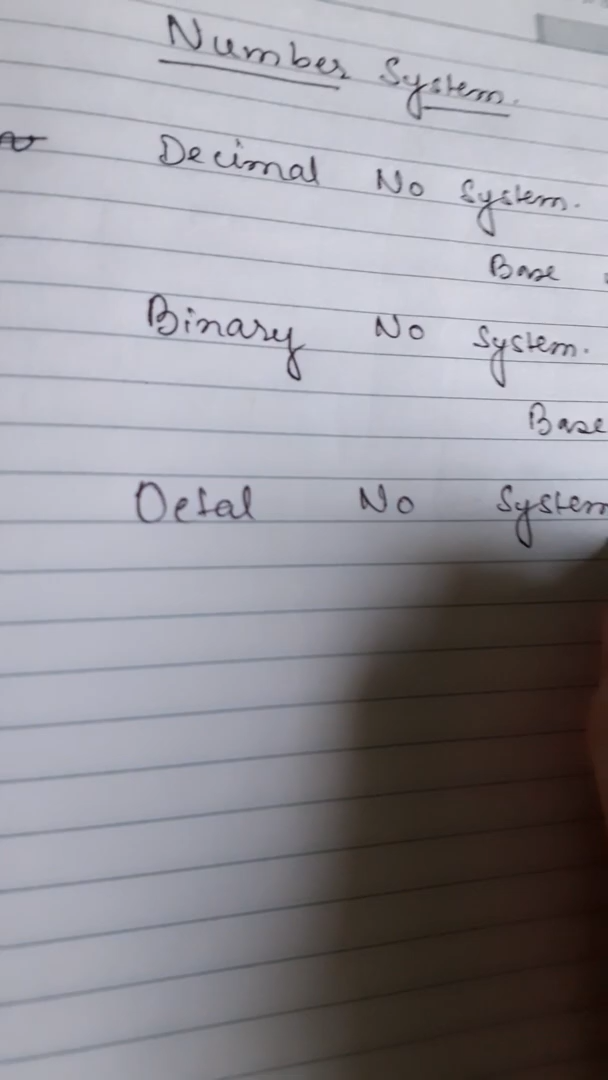 Number System.
Decimal No System.
Base
Binary No System.
Base
Octal No System